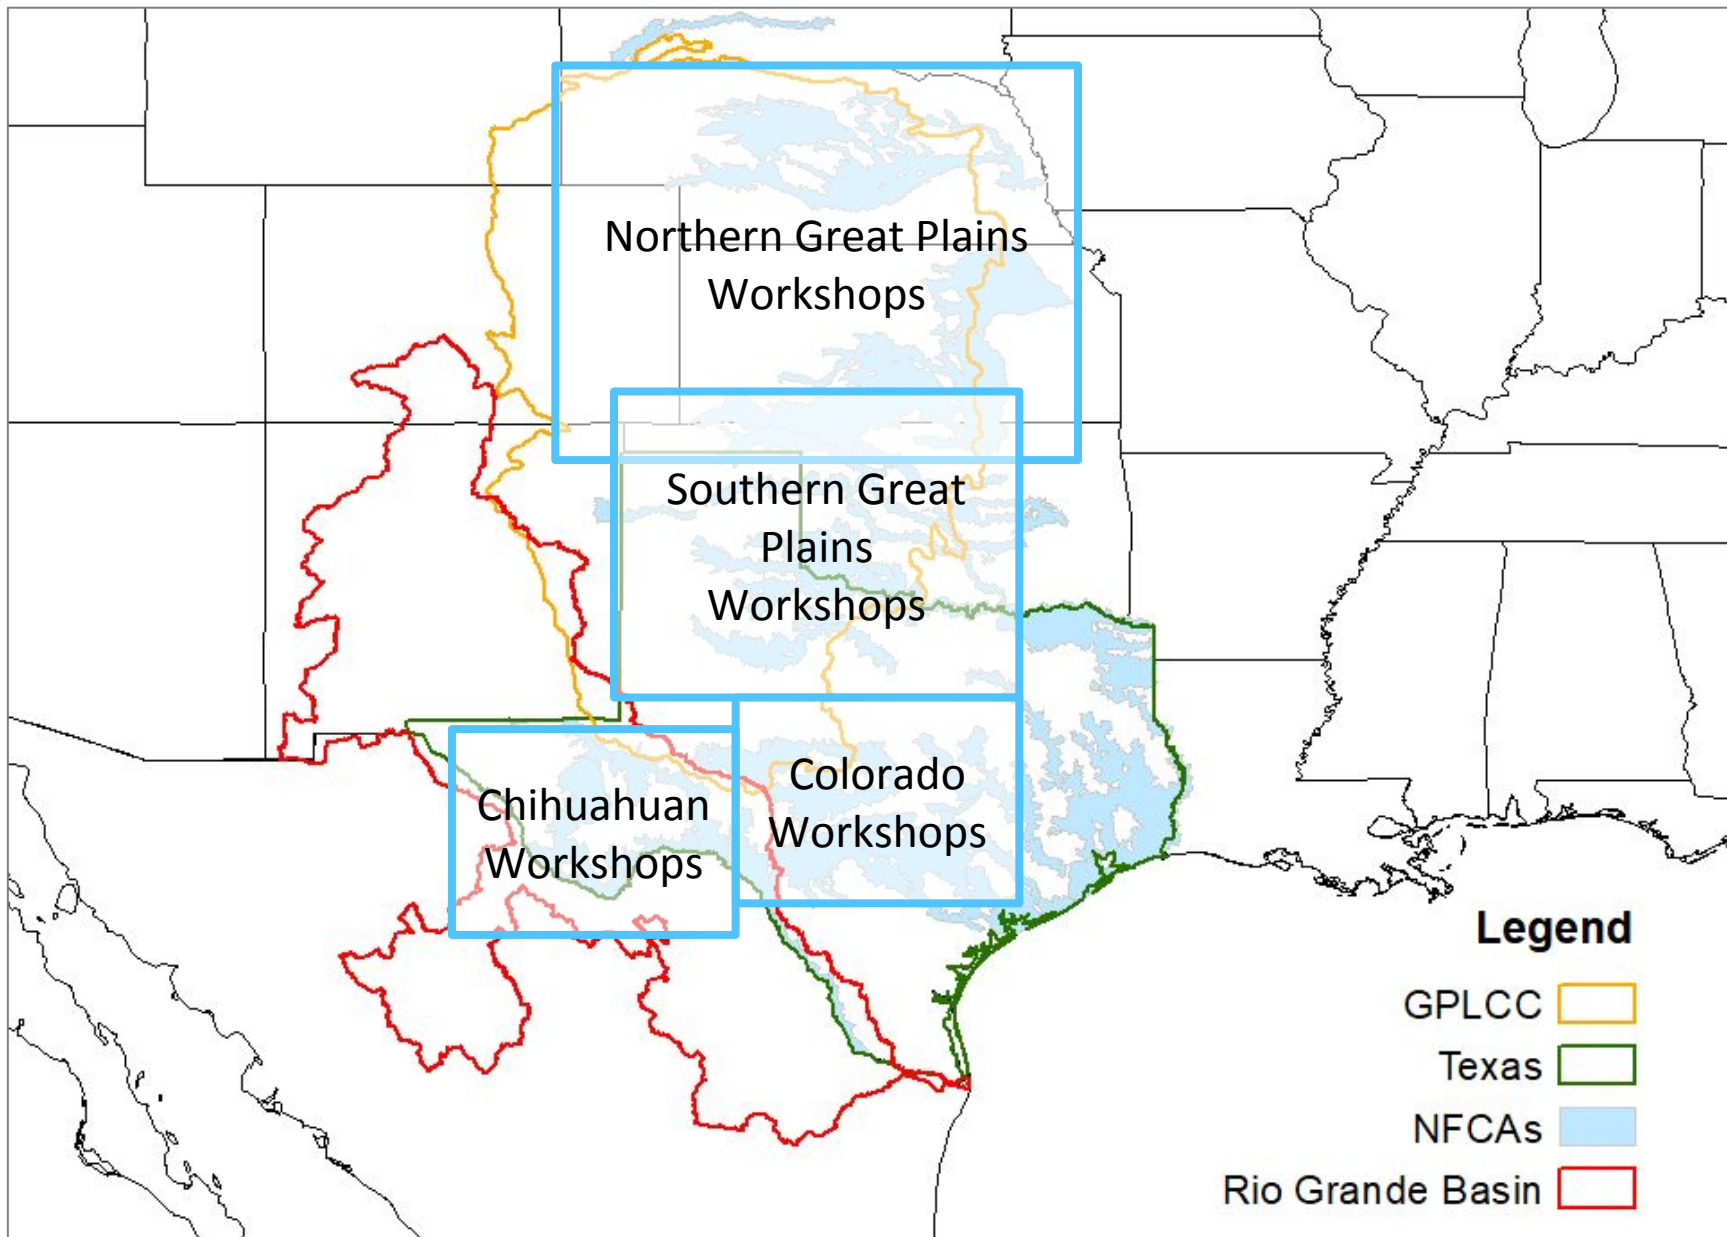 Northern Great Plains
Workshops
Southern Great
Plains
Workshops
Colorado
Workshops
Chihuahuan
Workshops
Legend
GPLCC
Texas
NFCAs
Rio Grande Basin